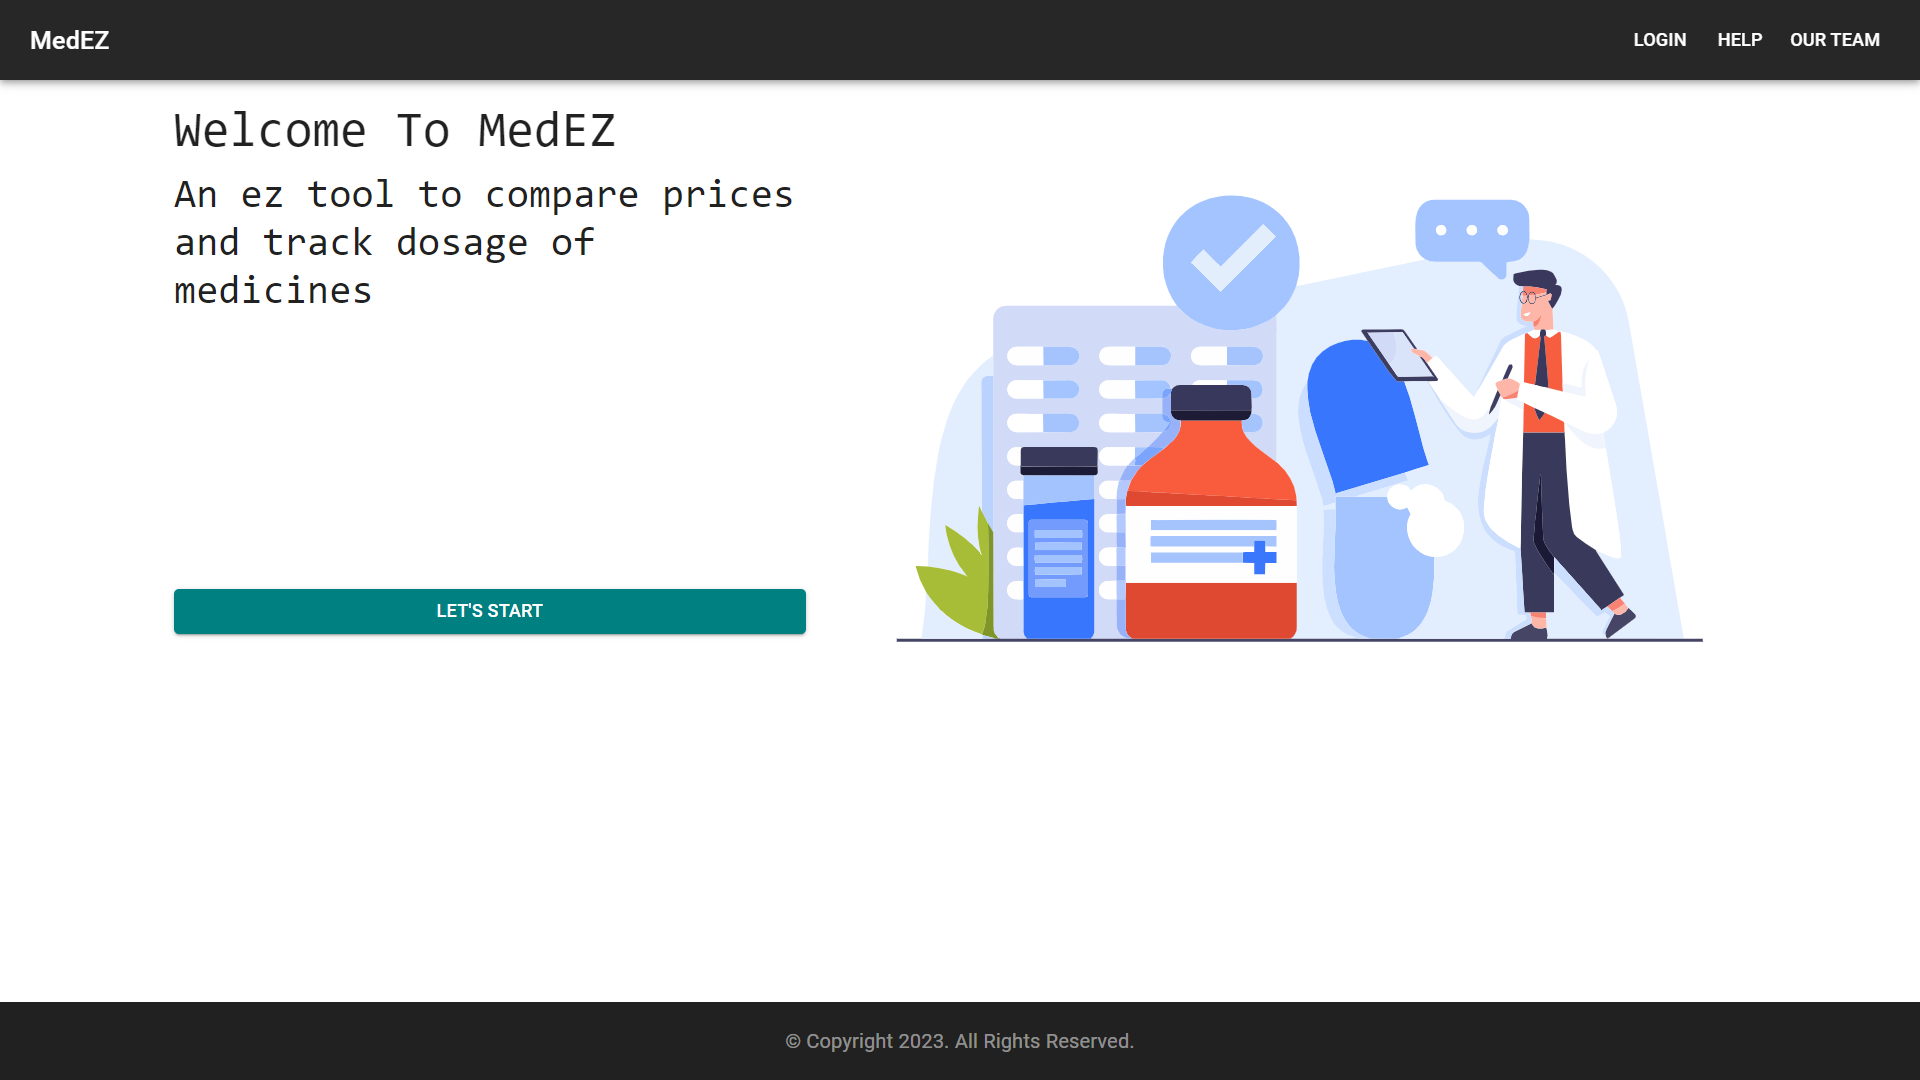 MedEZ
LOGIN HELP OUR TEAM
Welcome To MedEZ
An ez tool to compare prices
and track dosage of
medicines
LET'S START
© Copyright 2023. All Rights Reserved.